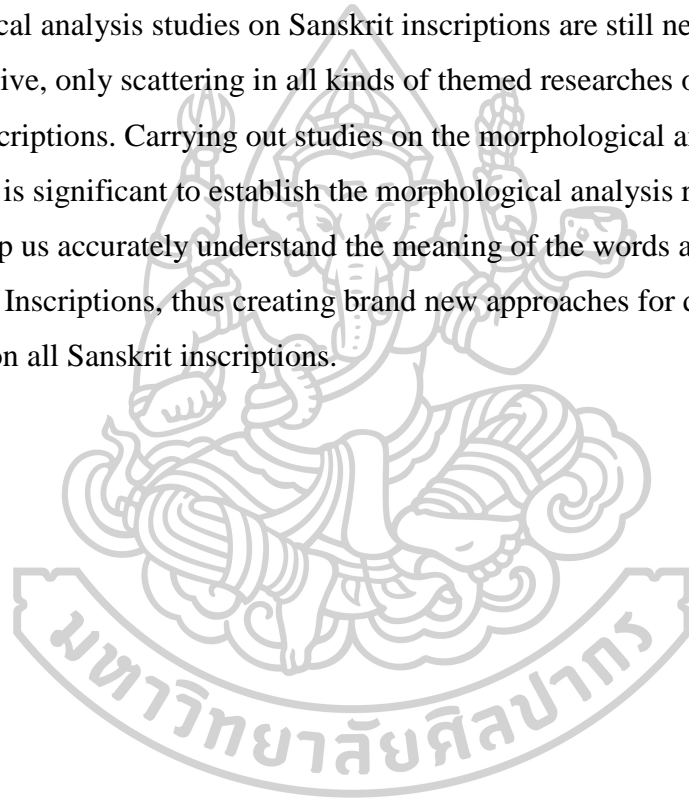 cal analysis studies on Sanskrit inscriptions are still ne
ive, only scattering in all kinds of themed researches o
criptions. Carrying out studies on the morphological a
is significant to establish the morphological analysis
p us accurately understand the meaning of the words a
Inscriptions, thus creating brand new approaches for
on all Sanskrit inscriptions.
มหาวิทยาลัยศิลปากร